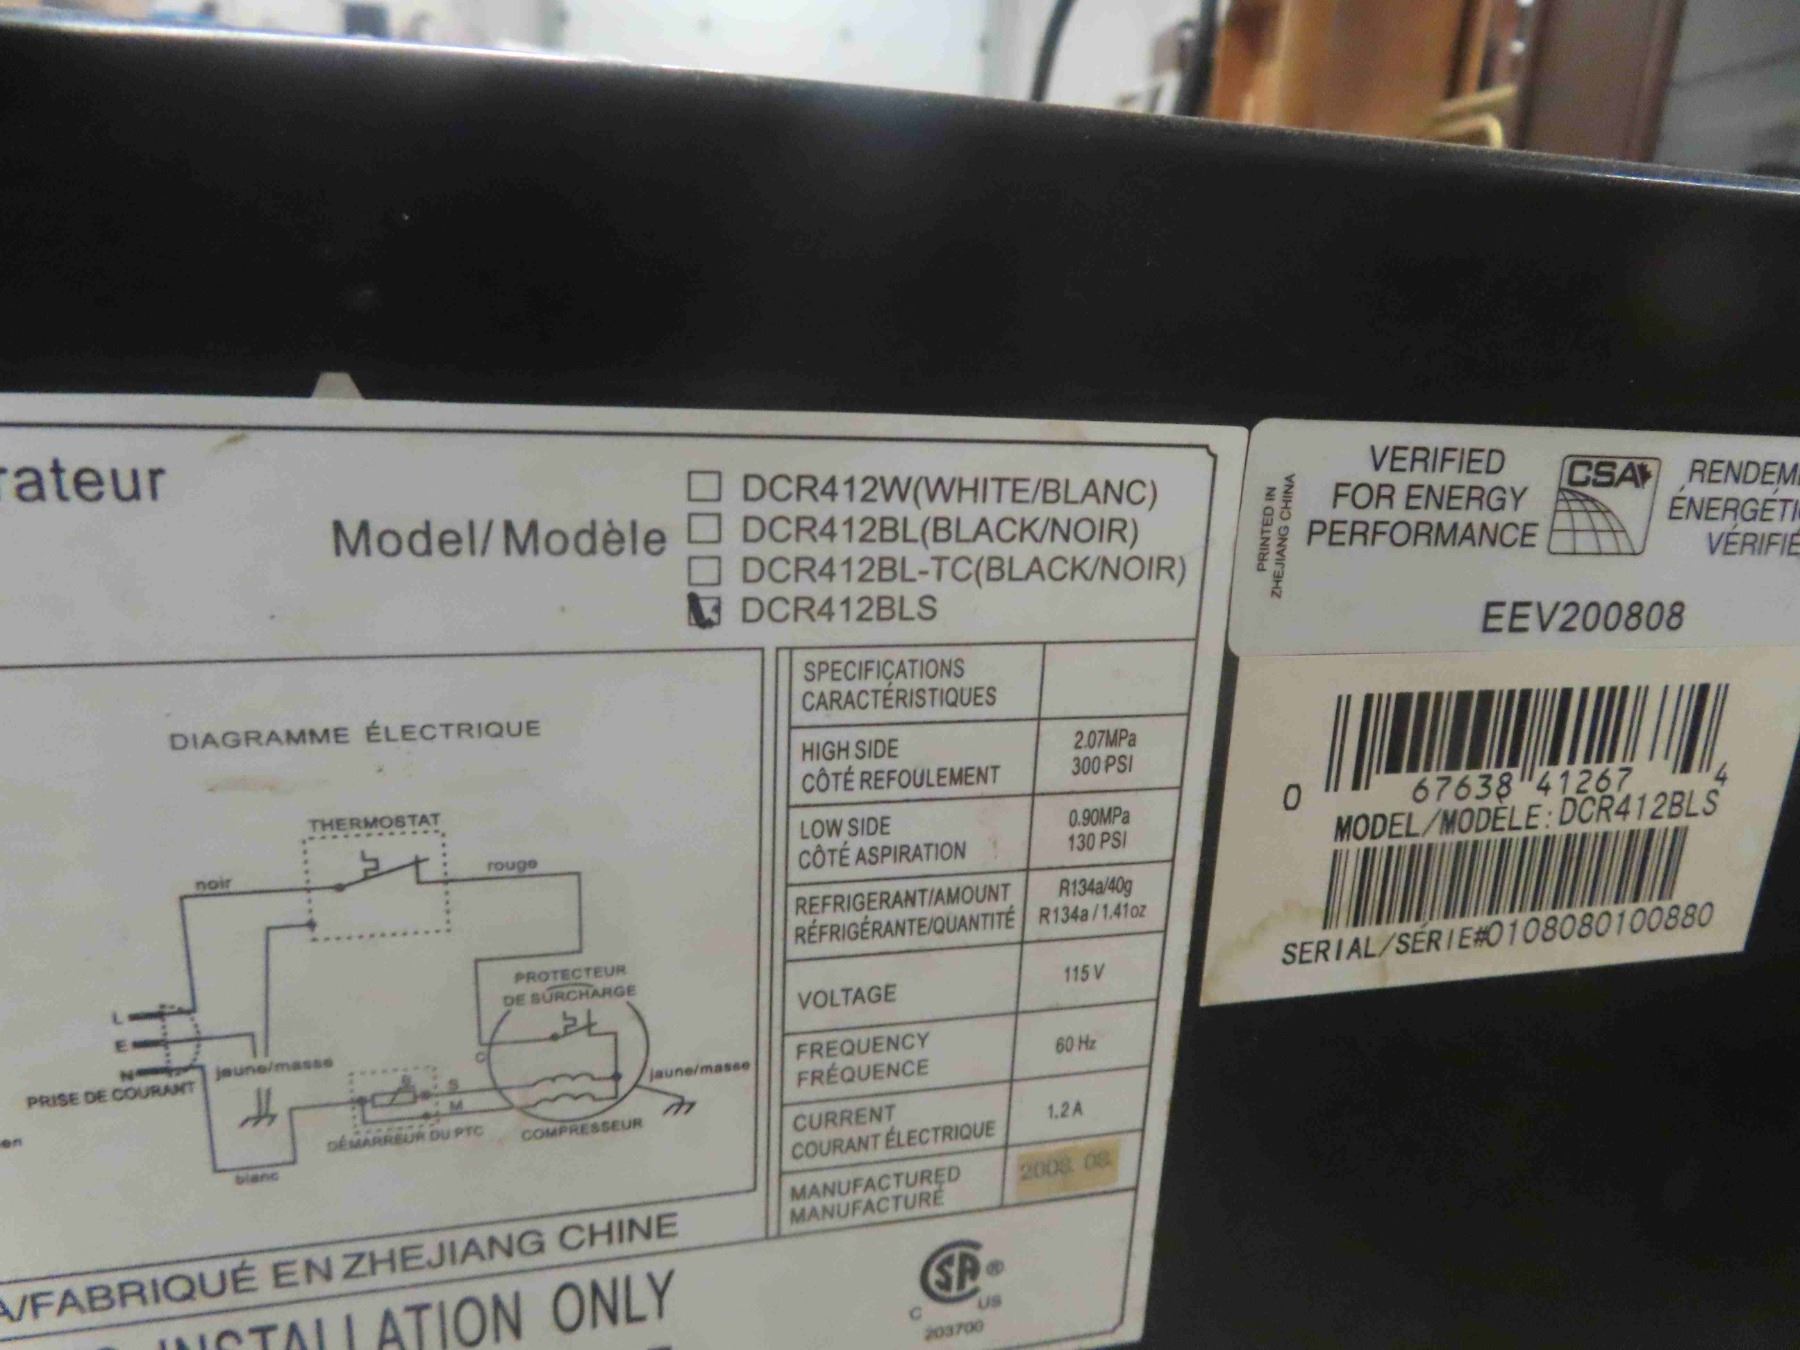 rateur
Model/Modèle
DCR412W(WHITE/BLANC)
DCR412BL(BLACK/NOIR)
DCR412BL-TC(BLACK/NOIR)
DCR412BLS
DIAGRAMME ÉLECTRIQUE
THERMOSTAT
noir
rouge
PROTECTEUR
DE SURCHARGE
L
E
N
C
jaune/masse
jaune/masse
PRISE DE COURANT
S
M
DÉMARREUR DU PTC
COMPRESSEUR
blanc
en
SPECIFICATIONS
CARACTÉRISTIQUES
HIGH SIDE
CÔTÉ REFOULEMENT
2.07MPa
300 PSI
LOW SIDE
CÔTÉ ASPIRATION
0.90MPa
130 PSI
REFRIGERANT/AMOUNT
RÉFRIGÉRANTE/QUANTITÉ
R134a/40g
R134a/1.41oz
VOLTAGE
115 V
FREQUENCY
FRÉQUENCE
60 Hz
CURRENT
COURANT ÉLECTRIQUE
1.2 A
MANUFACTURED
MANUFACTURÉ
2008. 08.
A/FABRIQUÉ EN ZHEJIANG CHINE
INSTALLATION ONLY
SA ®
C US
203700
PRINTED IN
ZHEJIANG CHINA
VERIFIED
FOR ENERGY
PERFORMANCE
CSA
RENDEM
ÉNERGÉTI
VÉRIFIÉ
EEV200808
0 67638 41267 4
MODEL/MODÈLE: DCR412BLS
SERIAL/SÉRIE#0108080100880